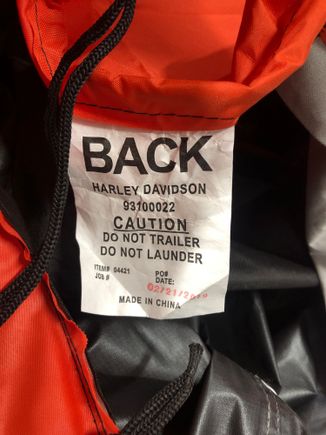 BACK
HARLEY DAVIDSON
93100022
CAUTION
DO NOT TRAILER
DO NOT LAUNDER
ITEM# 04421 PO#
JOB # DATE:
MADE IN CHINA